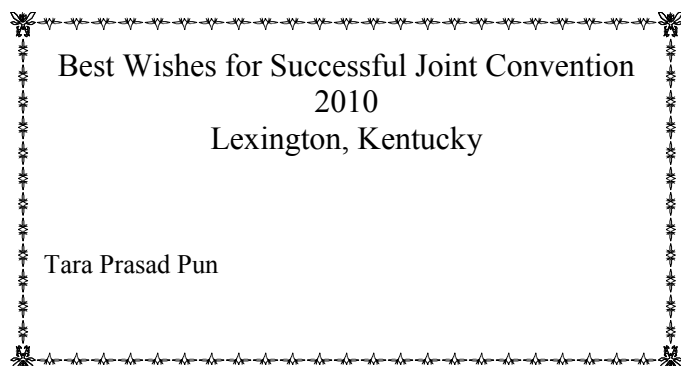 Best Wishes for Successful Joint Convention
2010
Lexington, Kentucky
Tara Prasad Pun